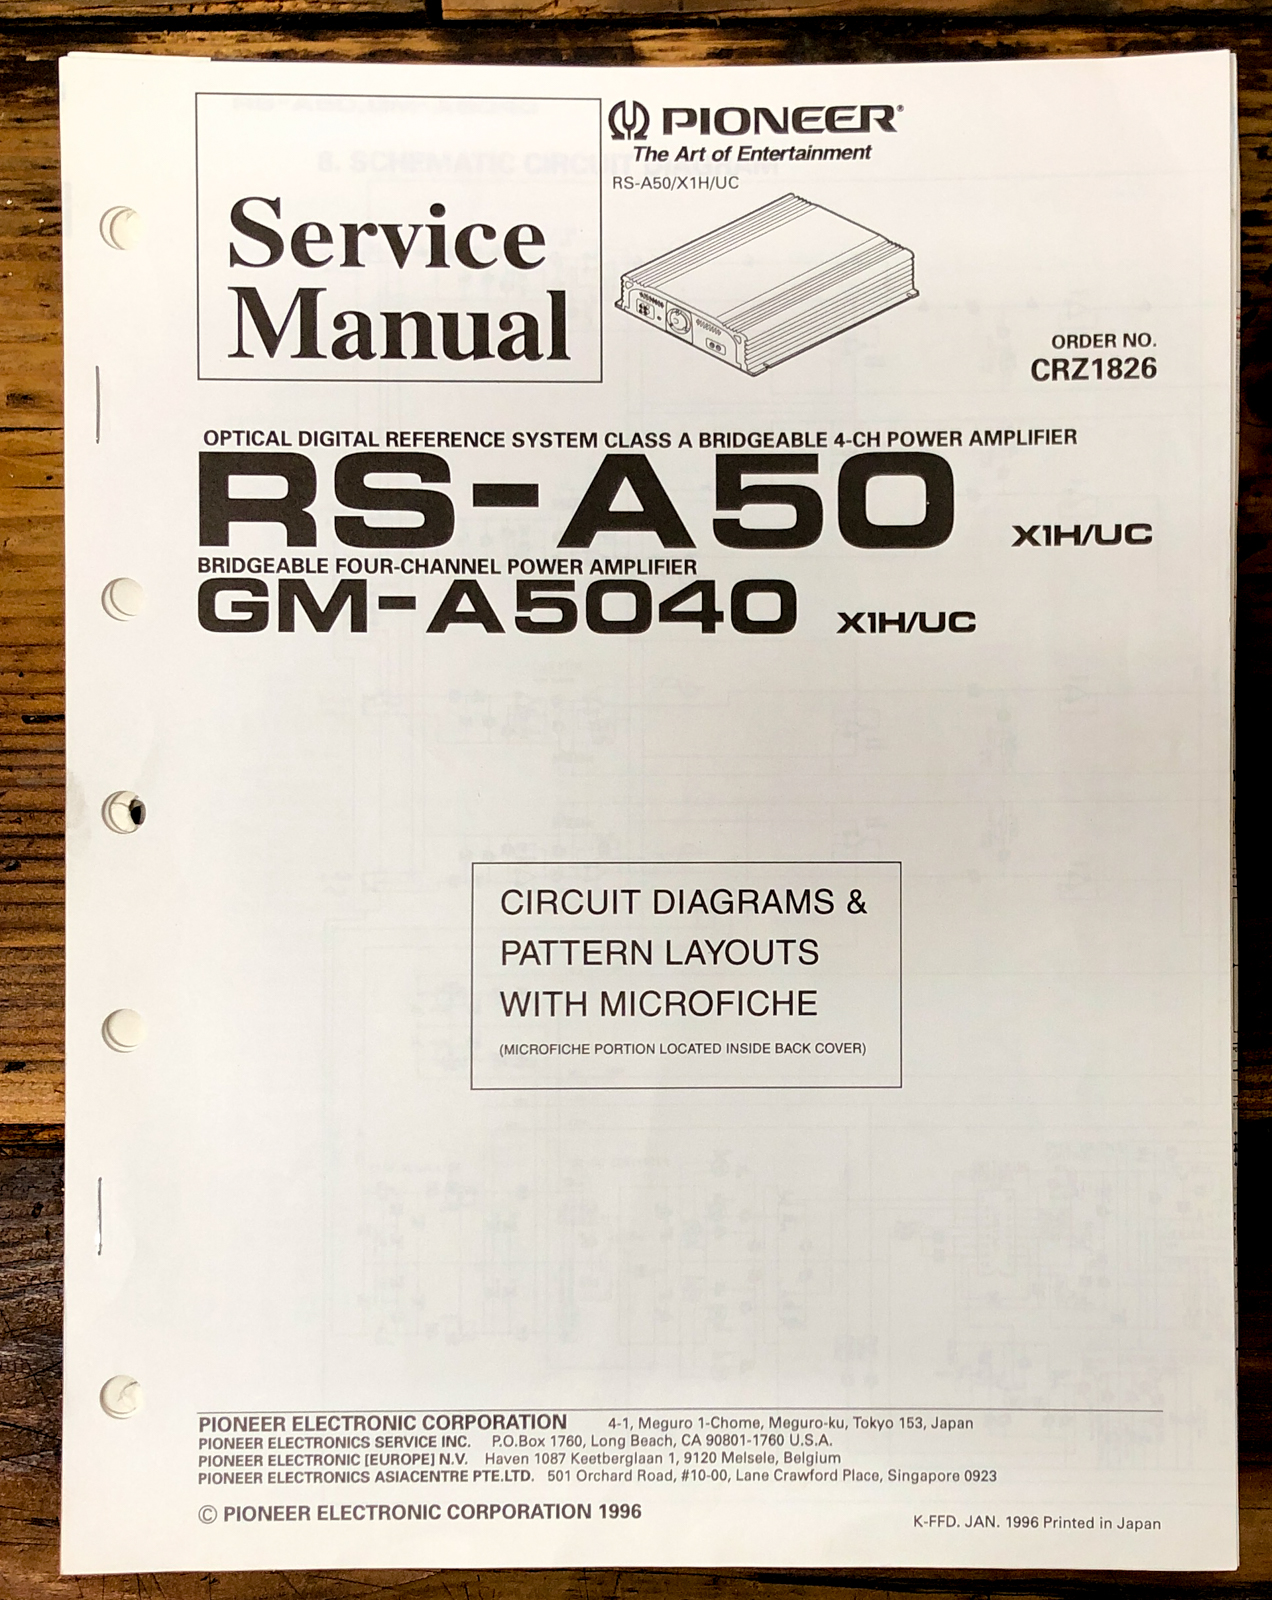 Service
Manual
PIONEER®
The Art of Entertainment
RS-A50/X1H/UC
ORDER NO.
CRZ1826
OPTICAL DIGITAL REFERENCE SYSTEM CLASS A BRIDGEABLE 4-CH POWER AMPLIFIER
RS-A50 X1H/UC
BRIDGEABLE FOUR-CHANNEL POWER AMPLIFIER
GM-A5040 X1H/UC
CIRCUIT DIAGRAMS &
PATTERN LAYOUTS
WITH MICROFICHE
(MICROFICHE PORTION LOCATED INSIDE BACK COVER)
PIONEER ELECTRONIC CORPORATION 4-1, Meguro 1-Chome, Meguro-ku, Tokyo 153, Japan
PIONEER ELECTRONICS SERVICE INC. P.O.Box 1760, Long Beach, CA 90801-1760 U.S.A.
PIONEER ELECTRONIC [EUROPE] N.V. Haven 1087 Keetberglaan 1, 9120 Melsele, Belgium
PIONEER ELECTRONICS ASIACENTRE PTE.LTD. 501 Orchard Road, #10-00, Lane Crawford Place, Singapore 0923
© PIONEER ELECTRONIC CORPORATION 1996
K-FFD. JAN. 1996 Printed in Japan